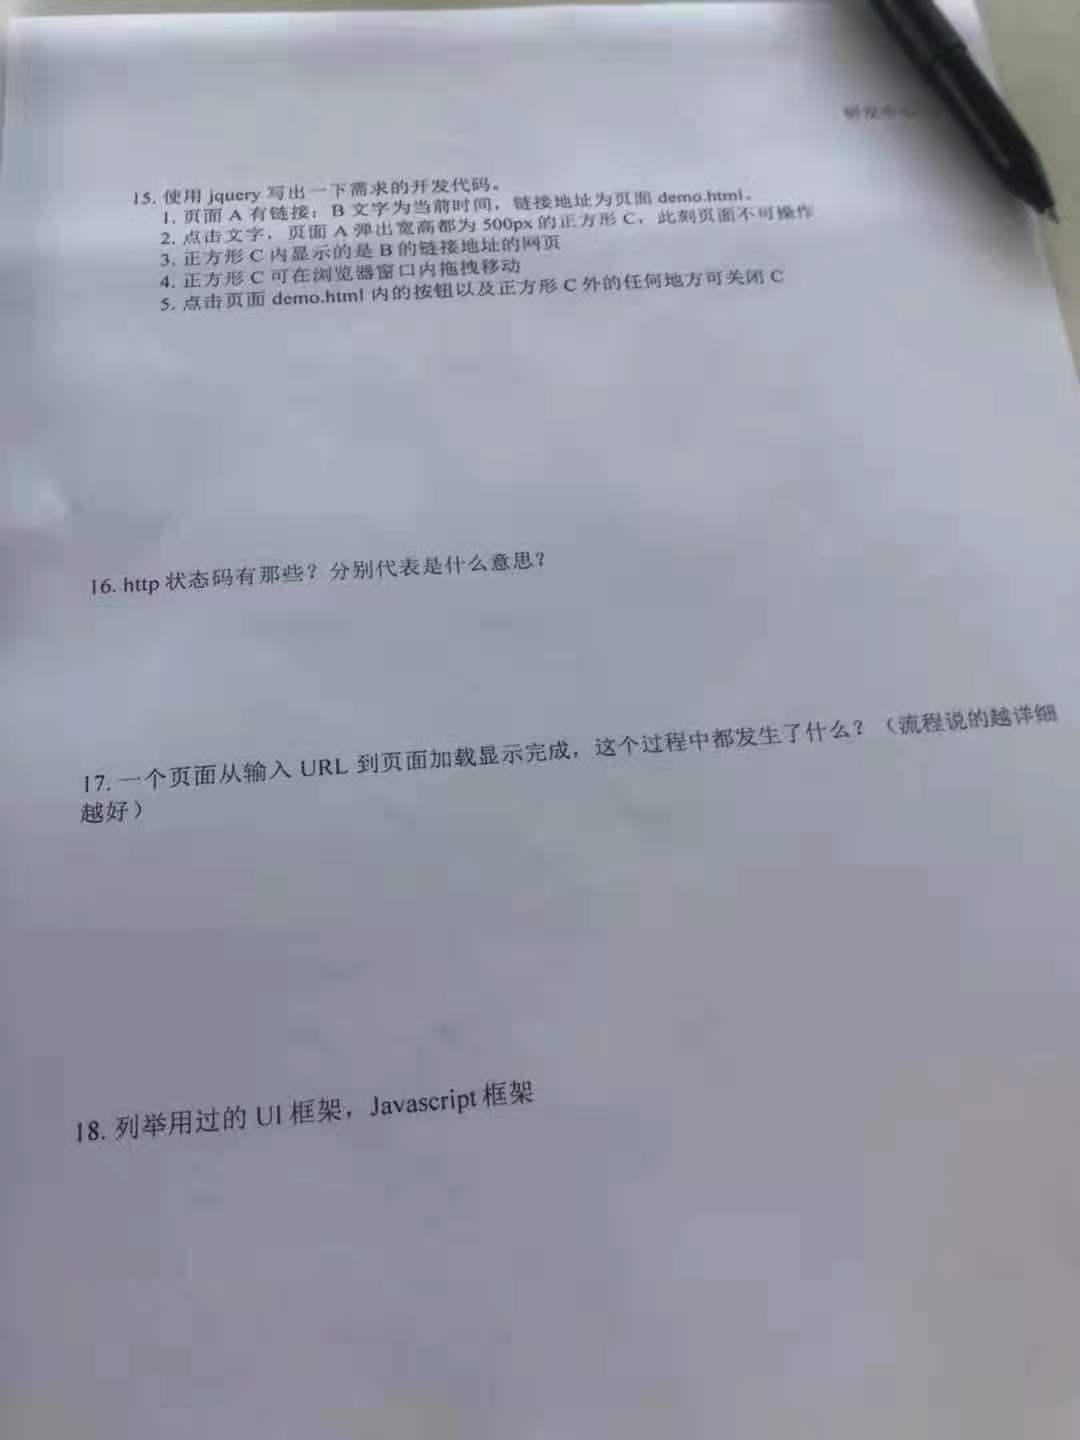 研发中心
15. 使用 jquery 写出一下需求的开发代码。
1. 页面 A 有链接：B 文字为当前时间，链接地址为页面 demo.html。
2. 点击文字，页面 A 弹出宽高都为 500px 的正方形 C，此刻页面不可操作
3. 正方形 C 内显示的是 B 的链接地址的网页
4. 正方形 C 可在浏览器窗口内拖拽移动
5. 点击页面 demo.html 内的按钮以及正方形 C 外的任何地方可关闭 C
16. http 状态码有那些？分别代表是什么意思？
17. 一个页面从输入 URL 到页面加载显示完成，这个过程中都发生了什么？（流程说的越详细
越好）
18. 列举用过的 UI 框架，Javascript 框架